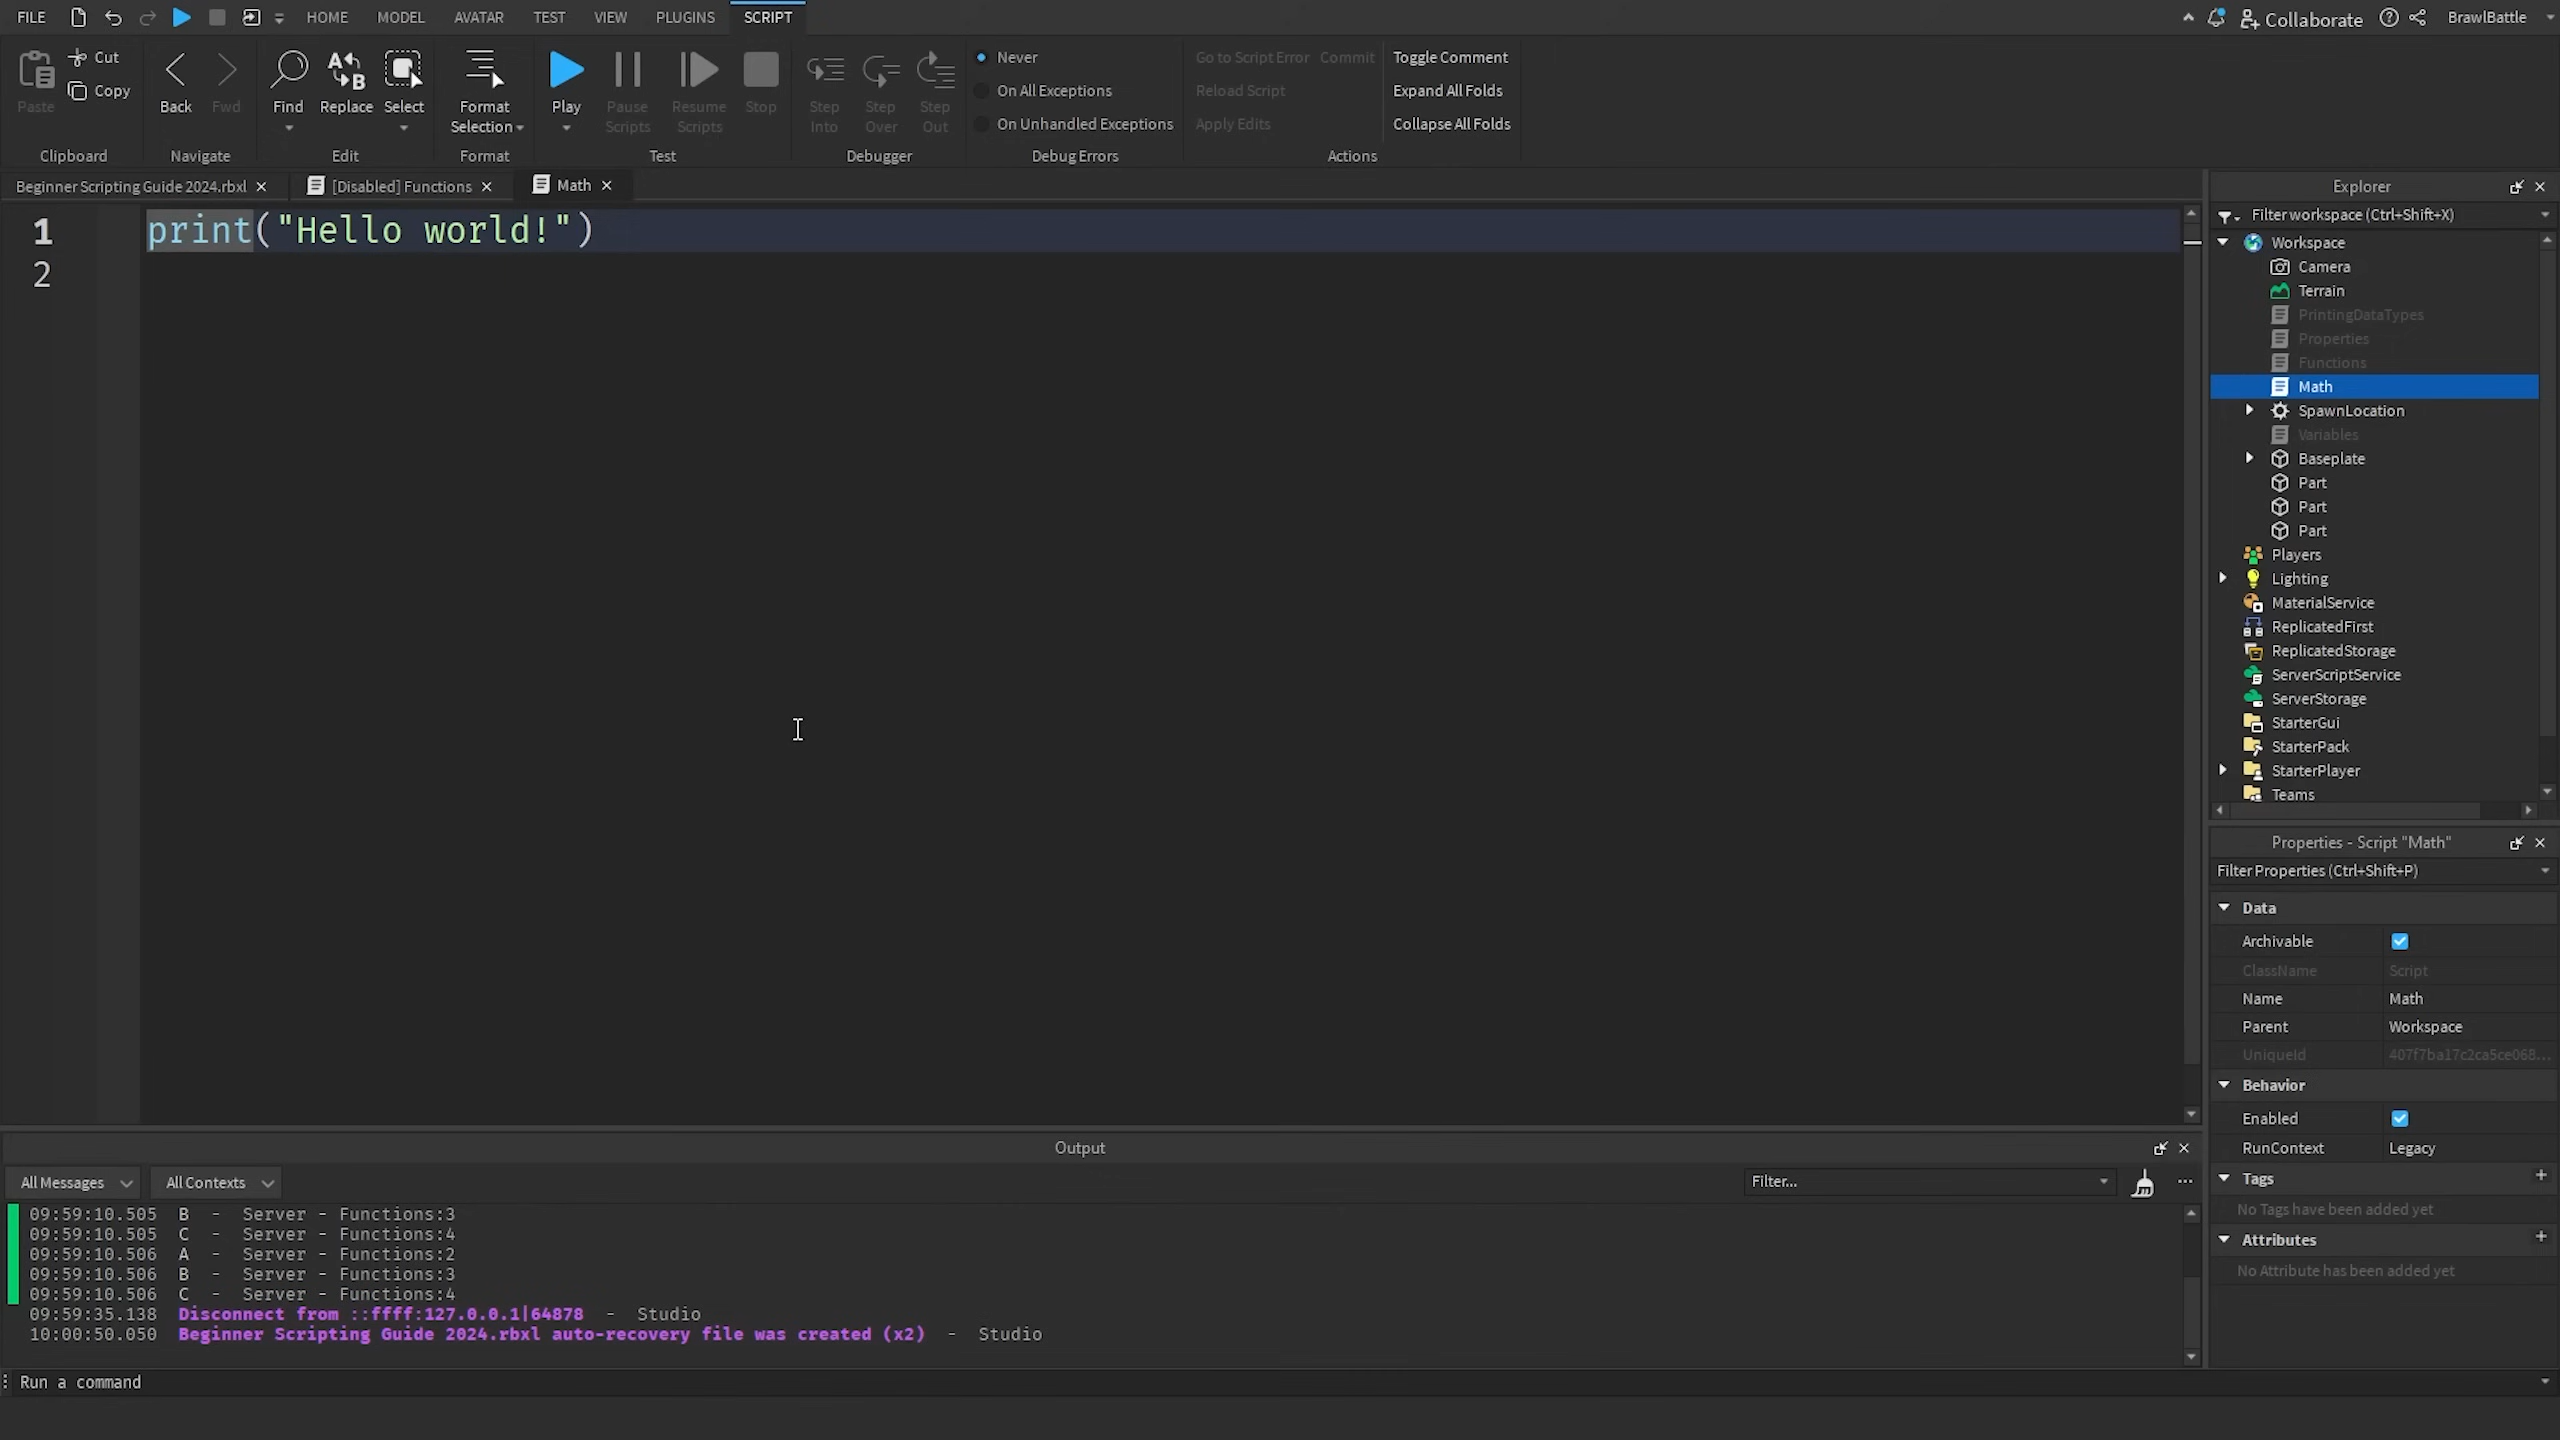 FILE HOME MODEL AVATAR TEST VIEW PLUGINS SCRIPT Collaborate BrawlBattle
Paste Cut Copy
Clipboard
Back Fwd
Navigate
Find Replace Select
Edit
Format Selection
Format
Play Pause Scripts Resume Scripts Stop
Test
Step Into Step Over Step Out
Debugger
Never
On All Exceptions
On Unhandled Exceptions
Debug Errors
Go to Script Error Commit
Reload Script
Apply Edits
Toggle Comment
Expand All Folds
Collapse All Folds
Actions
Beginner Scripting Guide 2024.rbxl [Disabled] Functions Math
1 print("Hello world!")
2
Explorer
Filter workspace (Ctrl+Shift+X)
Workspace
Camera
Terrain
PrintingDataTypes
Properties
Functions
Math
SpawnLocation
Variables
Baseplate
Part
Part
Part
Players
Lighting
MaterialService
ReplicatedFirst
ReplicatedStorage
ServerScriptService
ServerStorage
StarterGui
StarterPack
StarterPlayer
Teams
Properties - Script "Math"
Filter Properties (Ctrl+Shift+P)
Data
Archivable
ClassName Script
Name Math
Parent Workspace
UniqueId 407f7ba17c2ca5ce068...
Behavior
Enabled
RunContext Legacy
Tags
No Tags have been added yet
Attributes
No Attribute has been added yet
Output
All Messages All Contexts Filter...
09:59:10.505 B - Server - Functions:3
09:59:10.505 C - Server - Functions:4
09:59:10.506 A - Server - Functions:2
09:59:10.506 B - Server - Functions:3
09:59:10.506 C - Server - Functions:4
09:59:35.138 Disconnect from ::ffff:127.0.0.1|64878 - Studio
10:00:50.050 Beginner Scripting Guide 2024.rbxl auto-recovery file was created (x2) - Studio
Run a command